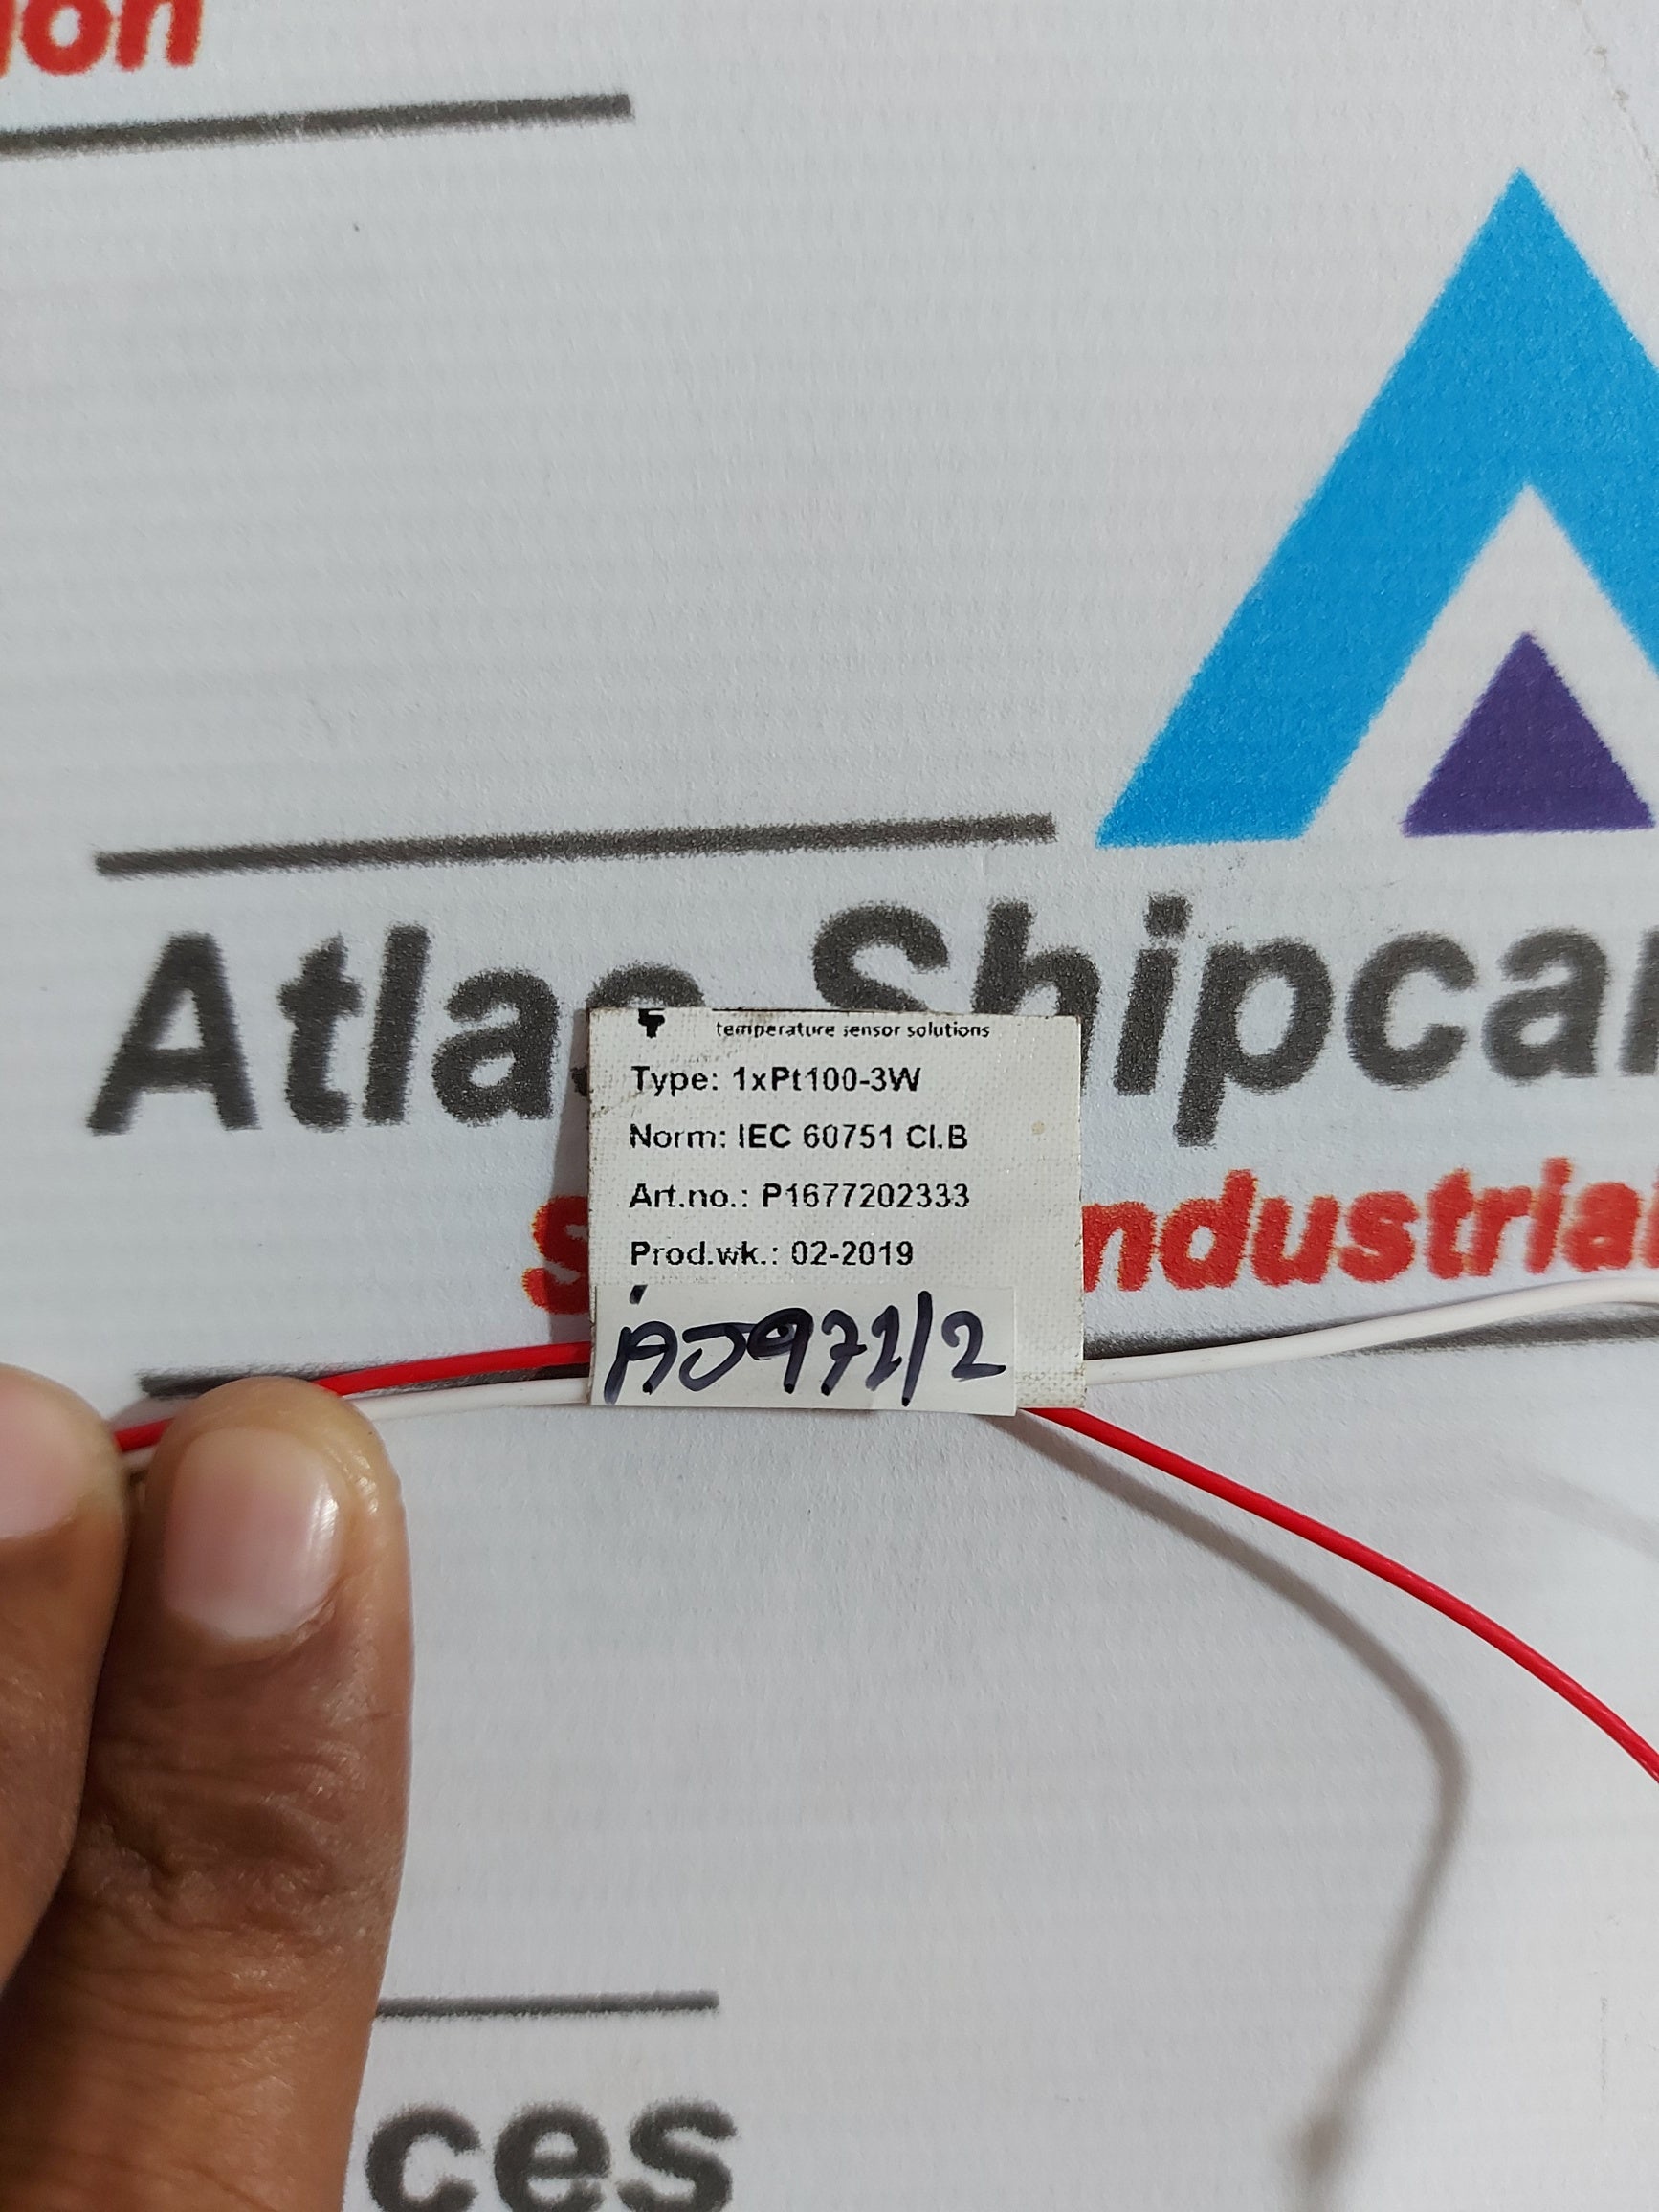 ion
Atlas Shipcar
temperature sensor solutions
Type: 1xPt100-3W
Norm: IEC 60751 Cl.B
Art.no.: P1677202333
Prod.wk.: 02-2019
AJ971/2
ndustrial
ces